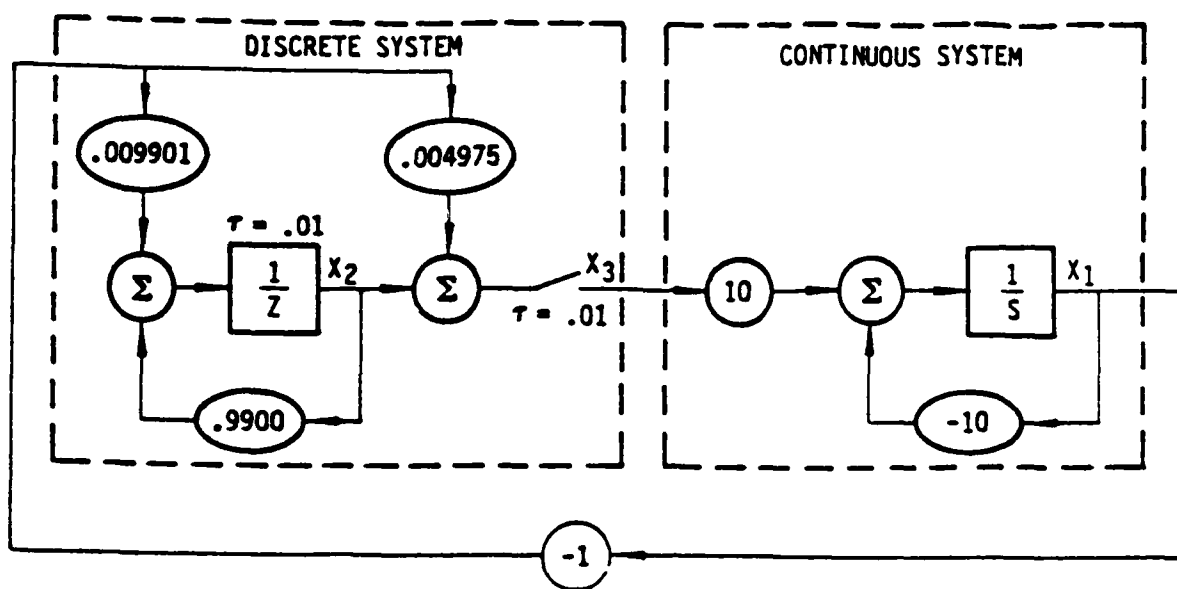 DISCRETE SYSTEM
CONTINUOUS SYSTEM
.009901
.004975
τ = .01
Σ
1
Z
X2
Σ
X3
τ = .01
10
Σ
1
S
X1
.9900
-10
-1